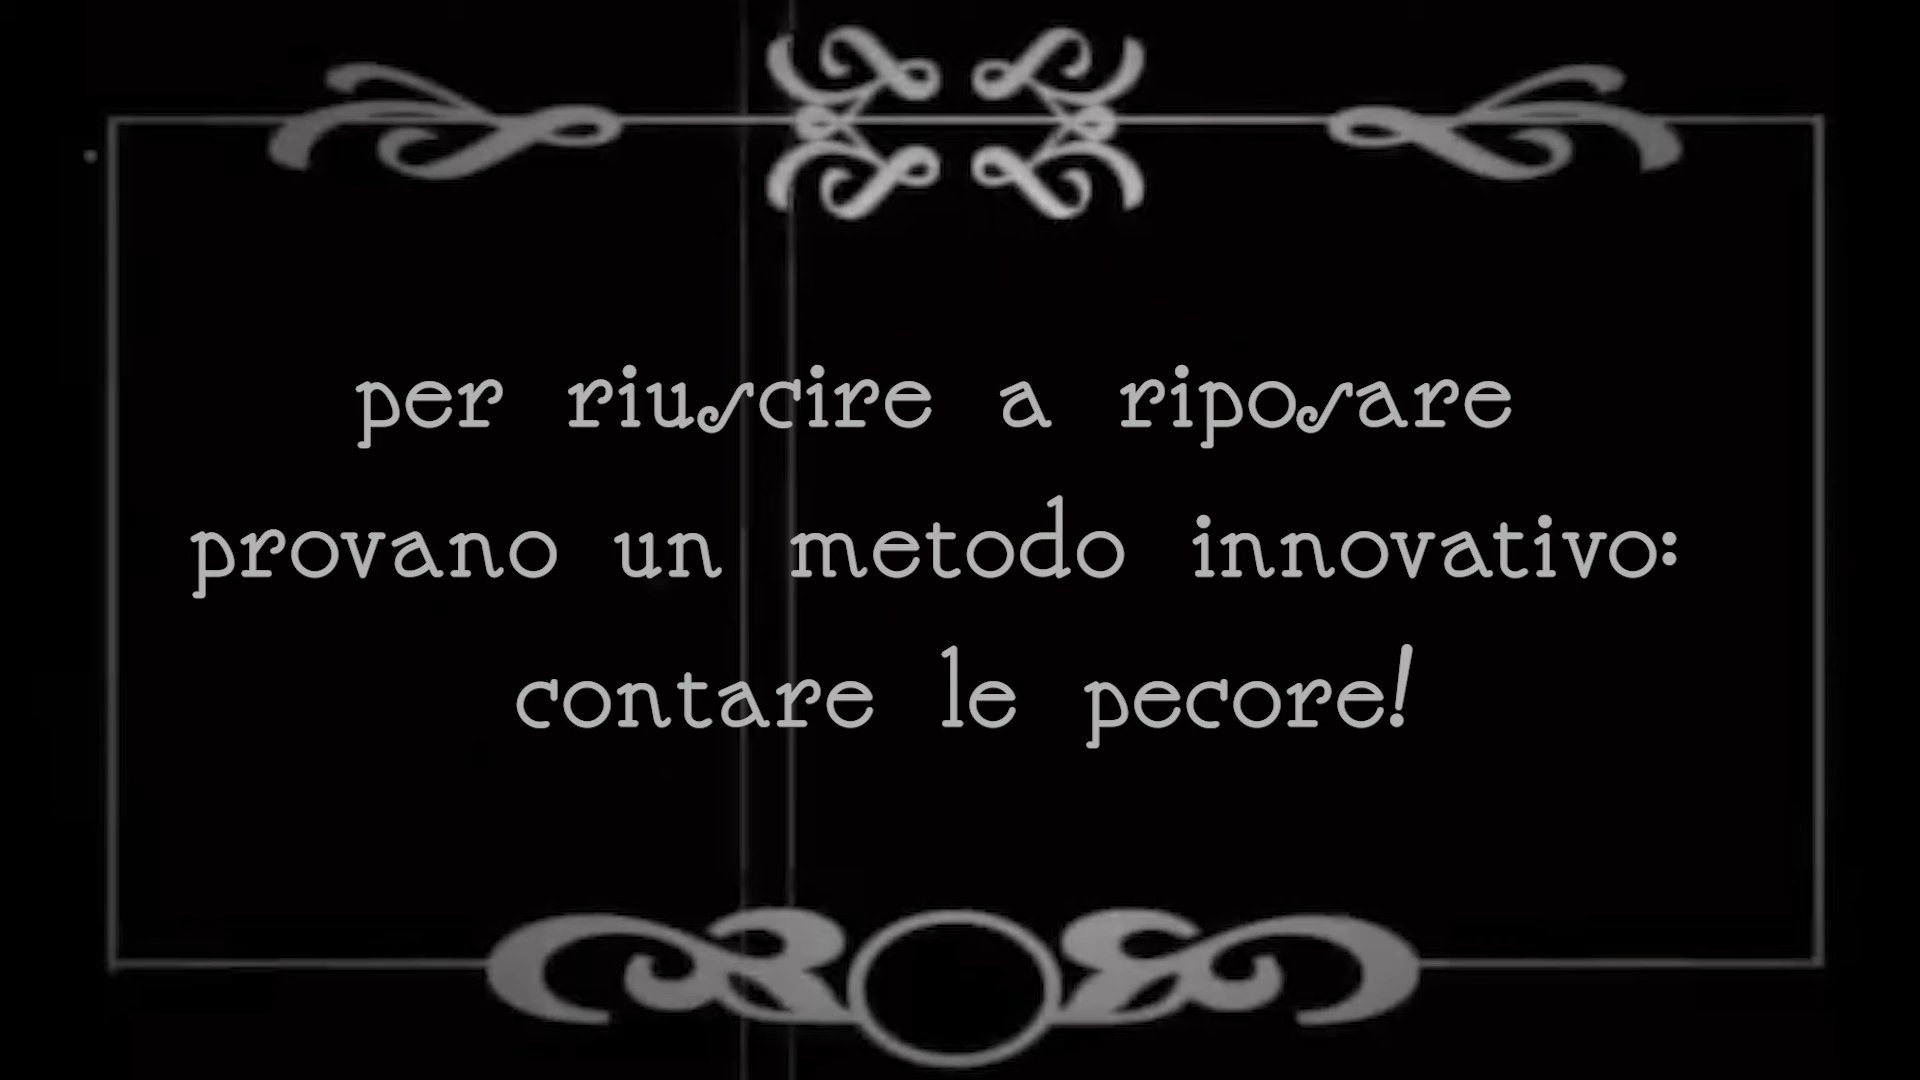 per riuscire a riposare
provano un metodo innovativo:
contare le pecore!